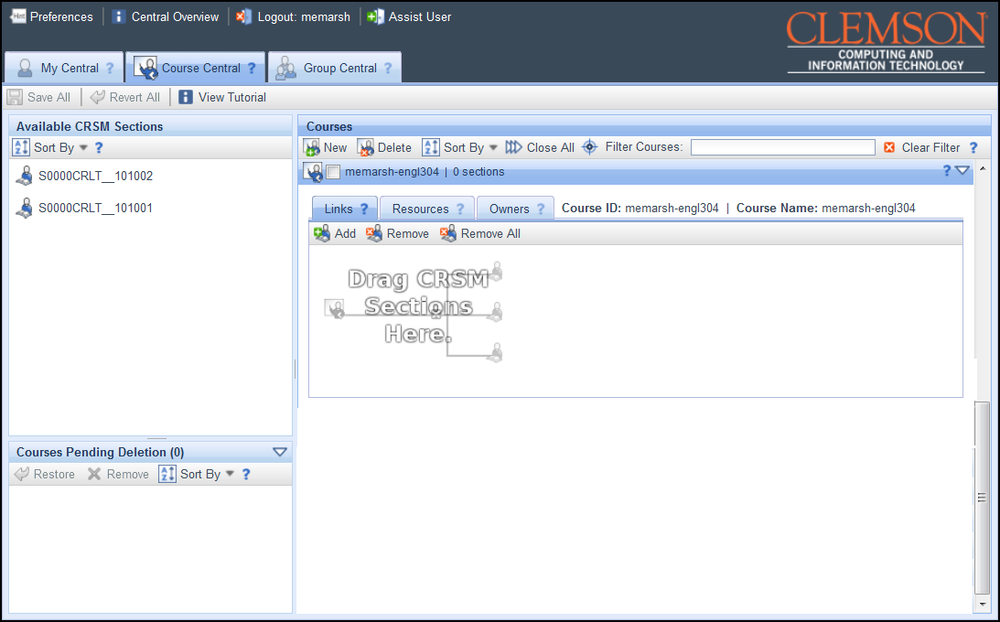 Preferences
Central Overview
Logout: memarsh
Assist User
CLEMSON
COMPUTING AND
INFORMATION TECHNOLOGY
My Central ?
Course Central ?
Group Central ?
Save All
Revert All
View Tutorial
Available CRSM Sections
Sort By ?
S0000CRLT__101002
S0000CRLT__101001
Courses Pending Deletion (0)
Restore
Remove
Sort By ?
Courses
New
Delete
Sort By
Close All
Filter Courses:
Clear Filter ?
memarsh-engl304 | 0 sections ?
Links ?
Resources ?
Owners ?
Course ID: memarsh-engl304 | Course Name: memarsh-engl304
Add
Remove
Remove All
Drag CRSM
Sections
Here.